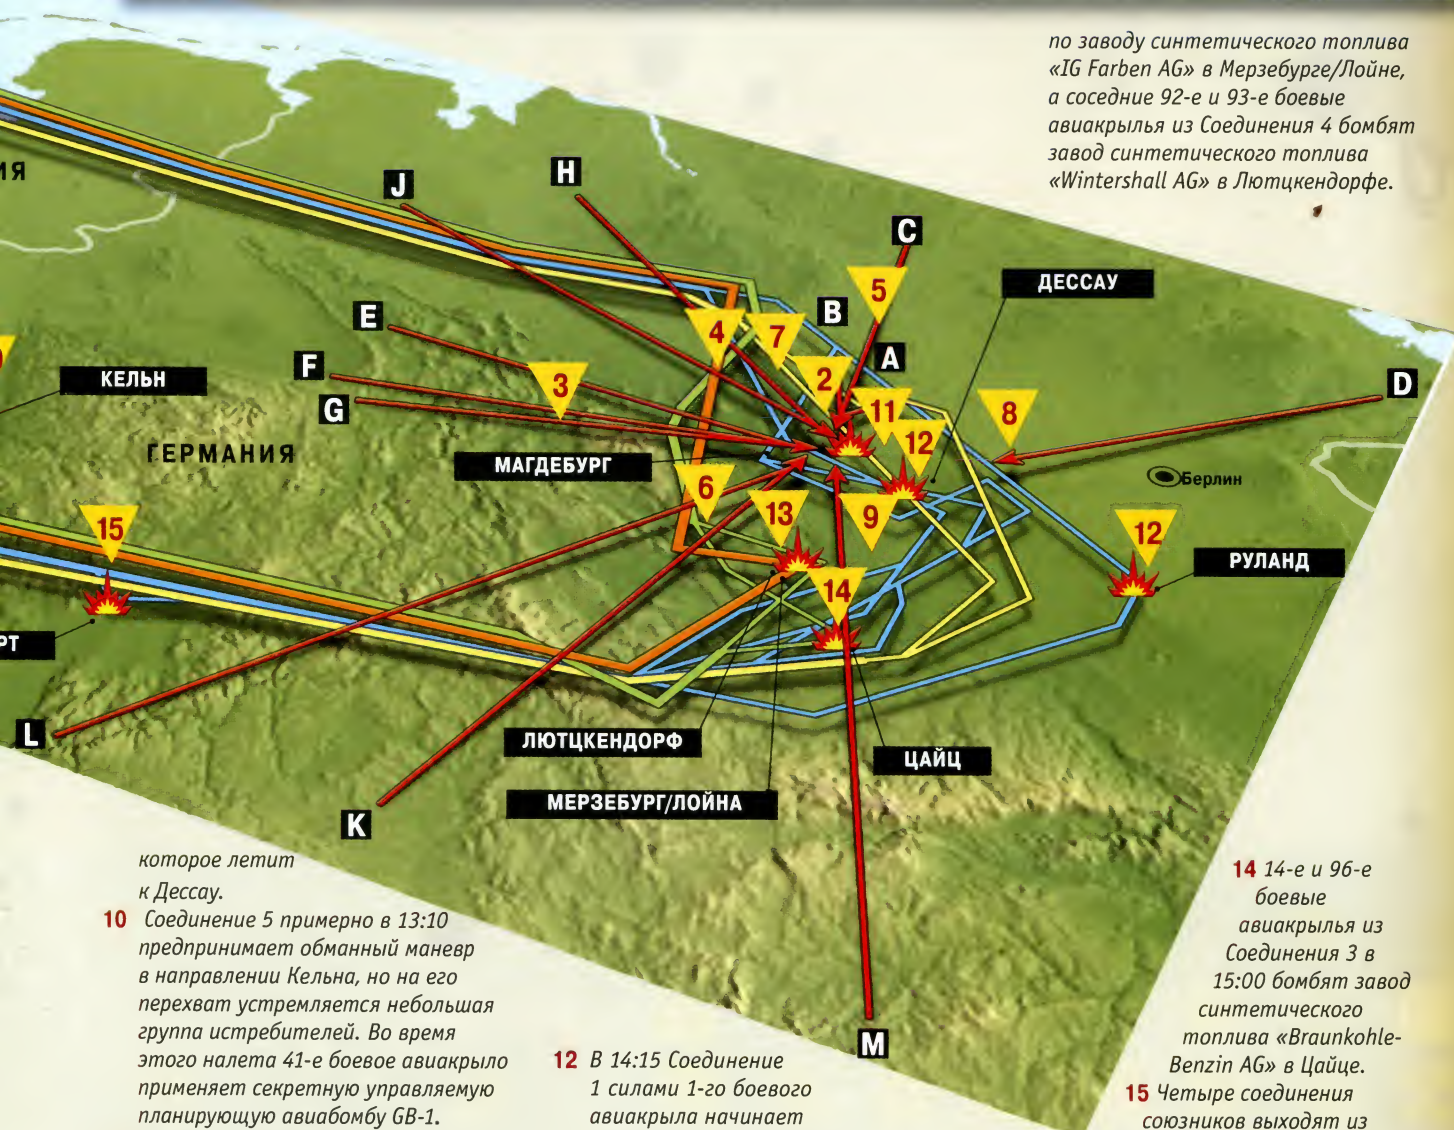 по заводу синтетического топлива
«IG Farben AG» в Мерзебурге/Лойне,
а соседние 92-е и 93-е боевые
авиакрылья из Соединения 4 бомбят
завод синтетического топлива
«Wintershall AG» в Лютцкендорфе.
ИЯ
J
H
C
5
ДЕССАУ
B
E
4
7
A
F
3
2
D
КЕЛЬН
G
11
8
12
ГЕРМАНИЯ
МАГДЕБУРГ
Берлин
6
13
9
15
12
РУЛАНД
14
РТ
L
ЛЮТЦКЕНДОРФ
ЦАЙЦ
МЕРЗЕБУРГ/ЛОЙНА
K
M
которое летит
к Дессау.
10 Соединение 5 примерно в 13:10
предпринимает обманный маневр
в направлении Кельна, но на его
перехват устремляется небольшая
группа истребителей. Во время
этого налета 41-е боевое авиакрыло
применяет секретную управляемую
планирующую авиабомбу GB-1.
12 В 14:15 Соединение
1 силами 1-го боевого
авиакрыла начинает
14 14-е и 96-е
боевые
авиакрылья из
Соединения 3 в
15:00 бомбят завод
синтетического
топлива «Braunkohle-
Benzin AG» в Цайце.
15 Четыре соединения
союзников выходят из